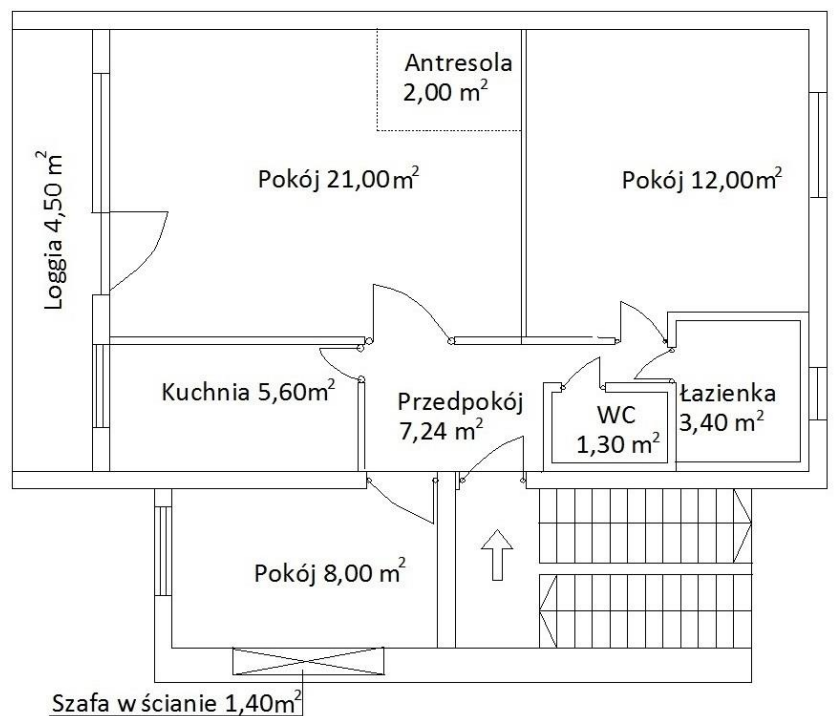 Antresola
2,00 m²
Pokój 21,00m²
Pokój 12,00m²
Loggia 4,50 m²
Kuchnia 5,60m²
Przedpokój
7,24 m²
WC
1,30 m²
Łazienka
3,40 m²
Pokój 8,00 m²
Szafa w ścianie 1,40m²